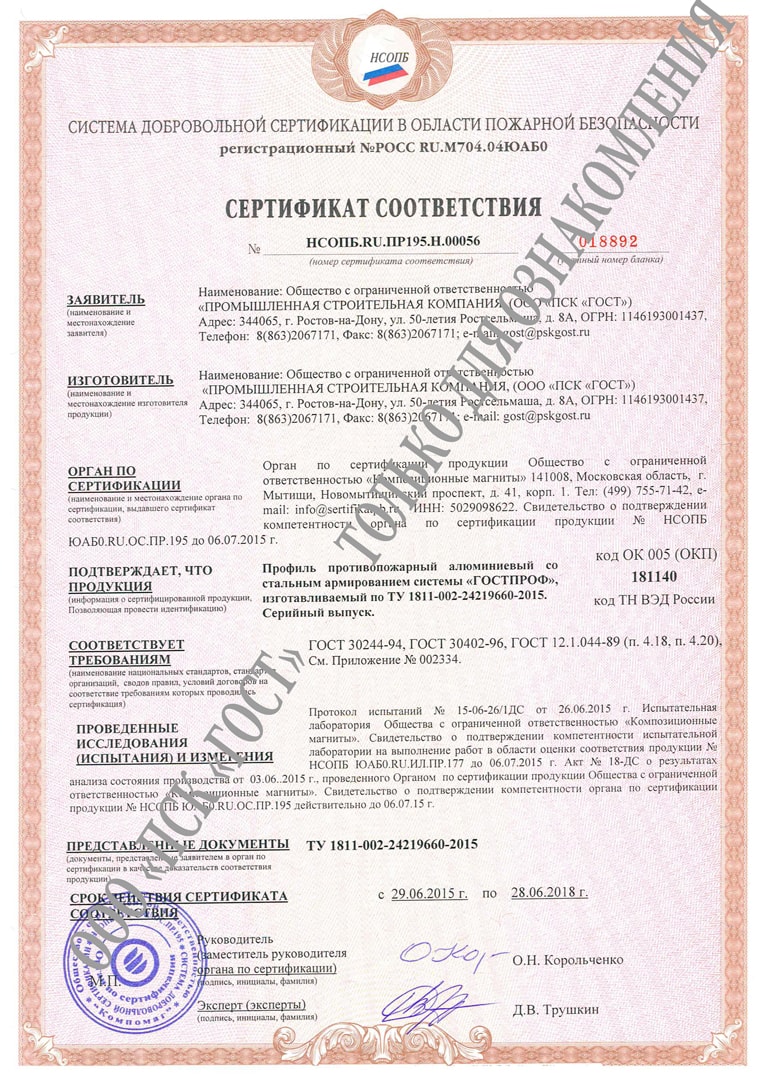 НСОПБ
СИСТЕМА ДОБРОВОЛЬНОЙ СЕРТИФИКАЦИИ В ОБЛАСТИ ПОЖАРНОЙ БЕЗОПАСНОСТИ
регистрационный №РОСС RU.М704.04ЮАБ0
СЕРТИФИКАТ СООТВЕТСТВИЯ
№ НСОПБ.RU.ПР195.Н.00056
(номер сертификата соответствия)
018892
(учетный номер бланка)
ЗАЯВИТЕЛЬ
(наименование и
местонахождение
заявителя)
Наименование: Общество с ограниченной ответственностью
«ПРОМЫШЛЕННАЯ СТРОИТЕЛЬНАЯ КОМПАНИЯ, (ООО «ПСК «ГОСТ»)
Адрес: 344065, г. Ростов-на-Дону, ул. 50-летия Ростсельмаша, д. 8А, ОГРН: 1146193001437,
Телефон: 8(863)2067171, Факс: 8(863)2067171; e-mail: gost@pskgost.ru
ИЗГОТОВИТЕЛЬ
(наименование и
местонахождение изготовителя
продукции)
Наименование: Общество с ограниченной ответственностью
«ПРОМЫШЛЕННАЯ СТРОИТЕЛЬНАЯ КОМПАНИЯ, (ООО «ПСК «ГОСТ»)
Адрес: 344065, г. Ростов-на-Дону, ул. 50-летия Ростсельмаша, д. 8А, ОГРН: 1146193001437,
Телефон: 8(863)2067171, Факс: 8(863)2067171; e-mail: gost@pskgost.ru
ОРГАН ПО
СЕРТИФИКАЦИИ
(наименование и местонахождение органа по
сертификации, выдавшего сертификат
соответствия)
Орган по сертификации продукции Общество с ограниченной
ответственностью «Композиционные магниты» 141008, Московская область, г.
Мытищи, Новомытищинский проспект, д. 41, корп. 1. Тел: (499) 755-71-42, e-
mail: info@sertifikatpb.ru. ИНН: 5029098622. Свидетельство о подтверждении
компетентности органа по сертификации продукции № НСОПБ
ЮАБ0.RU.ОС.ПР.195 до 06.07.2015 г.
ПОДТВЕРЖДАЕТ, ЧТО
ПРОДУКЦИЯ
(информация о сертифицированной продукции,
Позволяющая провести идентификацию)
Профиль противопожарный алюминиевый со
стальным армированием системы «ГОСТПРОФ»,
изготавливаемый по ТУ 1811-002-24219660-2015.
Серийный выпуск.
код ОК 005 (ОКП)
181140
код ТН ВЭД России
СООТВЕТСТВУЕТ
ТРЕБОВАНИЯМ
(наименование национальных стандартов, стандартов
организаций, сводов правил, условий договоров на
соответствие требованиям которых проводилась
сертификация)
ГОСТ 30244-94, ГОСТ 30402-96, ГОСТ 12.1.044-89 (п. 4.18, п. 4.20),
См. Приложение № 002334.
ПРОВЕДЕННЫЕ
ИССЛЕДОВАНИЯ
(ИСПЫТАНИЯ) И ИЗМЕРЕНИЯ
Протокол испытаний № 15-06-26/1ДС от 26.06.2015 г. Испытательная
лаборатория Общества с ограниченной ответственностью «Композиционные
магниты». Свидетельство о подтверждении компетентности испытательной
лаборатории на выполнение работ в области оценки соответствия продукции №
НСОПБ ЮАБ0.RU.ИЛ.ПР.177 до 06.07.2015 г. Акт № 18-ДС о результатах
анализа состояния производства от 03.06..2015 г., проведенного Органом по сертификации продукции Общества с ограниченной
ответственностью «Композиционные магниты». Свидетельство о подтверждении компетентности органа по сертификации
продукции № НСОПБ ЮАБ0.RU.ОС.ПР.195 действительно до 06.07.15 г.
ПРЕДСТАВЛЕННЫЕ ДОКУМЕНТЫ
(документы, представленные заявителем в орган по
сертификации в качестве доказательств соответствия
продукции)
ТУ 1811-002-24219660-2015
СРОК ДЕЙСТВИЯ СЕРТИФИКАТА
СООТВЕТСТВИЯ
с 29.06.2015 г. по 28.06.2018 г.
Руководитель
(заместитель руководителя
органа по сертификации)
(подпись, инициалы, фамилия)
О.Н. Корольченко
М.П.
Эксперт (эксперты)
(подпись, инициалы, фамилия)
Д.В. Трушкин
ООО «ПСК «ГОСТ» ТОЛЬКО ДЛЯ ОЗНАКОМЛЕНИЯ